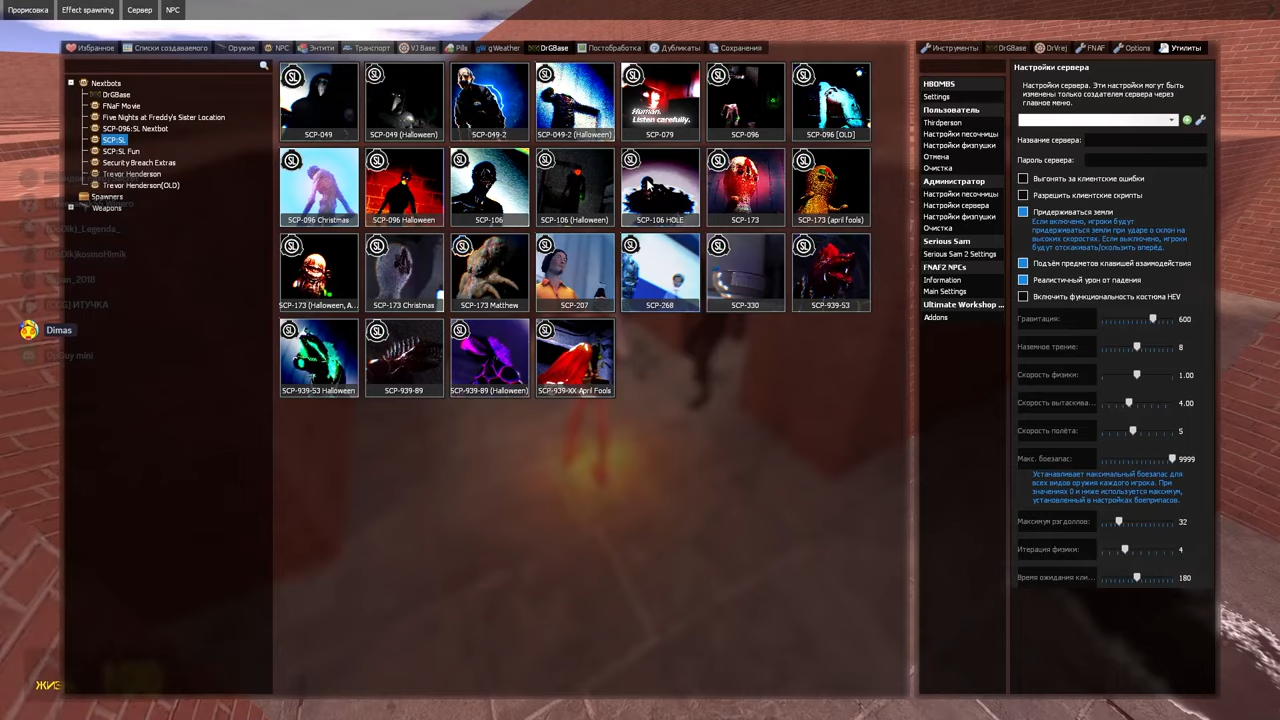 Прорисовка
Effect spawning
Сервер
NPC
Избранное
Списки создаваемого
Оружие
NPC
Энтити
Транспорт
VJ Base
Pills
gWeather
DrGBase
Постобработка
Дубликаты
Сохранения
Инструменты
DrGBase
DrVrej
FNAF
Options
Утилиты
Nextbots
DrGBase
FNaF Movie
Five Nights at Freddy's Sister Location
SCP-096:SL Nextbot
SCP:SL
SCP:SL Fun
Security Breach Extras
Trevor Henderson
Trevor Henderson(OLD)
Spawners
Weapons
(DoDik)_Legenda_
(DoDik)kosmoHlmik
_2018
[CCG] ИТУЧКА
Dimas
OpGuy mini
SCP-049
SCP-049 (Halloween)
SCP-049-2
SCP-049-2 (Halloween)
Human.
Listen carefully.
SCP-079
SCP-096
SCP-096 [OLD]
SCP-096 Christmas
SCP-096 Halloween
SCP-106
SCP-106 (Halloween)
SCP-106 HOLE
SCP-173
SCP-173 (april fools)
SCP-173 (Halloween, A...
SCP-173 Christmas
SCP-173 Matthew
SCP-207
SCP-268
SCP-330
SCP-939-53
SCP-939-53 Halloween
SCP-939-89
SCP-939-89 (Halloween)
SCP-939-XX April Fools
HBOMBS
Settings
Пользователь
Thirdperson
Настройки песочницы
Настройки физпушки
Отмена
Очистка
Администратор
Настройки песочницы
Настройки сервера
Настройки физпушки
Очистка
Serious Sam
Serious Sam 2 Settings
FNAF2 NPCs
Information
Main Settings
Ultimate Workshop ...
Addons
Настройки сервера
Настройки сервера. Эти настройки могут быть
изменены только создателем сервера через
главное меню.
Название сервера:
Пароль сервера:
Выгонять за клиентские ошибки
Разрешить клиентские скрипты
Придерживаться земли
Если включено, игроки будут
придерживаться земли при ударе о склон на
высоких скоростях. Если выключено, игроки
будут отскакивать/скользить вперёд.
Подъём предметов клавишей взаимодействия
Реалистичный урон от падения
Включить функциональность костюма HEV
Гравитация: 600
Наземное трение: 8
Скорость физики: 1.00
Скорость вытаскива... 4.00
Скорость полёта: 5
Макс. боезапас: 9999
Устанавливает максимальный боезапас для
всех видов оружия каждого игрока. При
значениях 0 и ниже используется максимум,
установленный в настройках боеприпасов.
Максимум рэгдоллов: 32
Итерация физики: 4
Время ожидания кли... 180